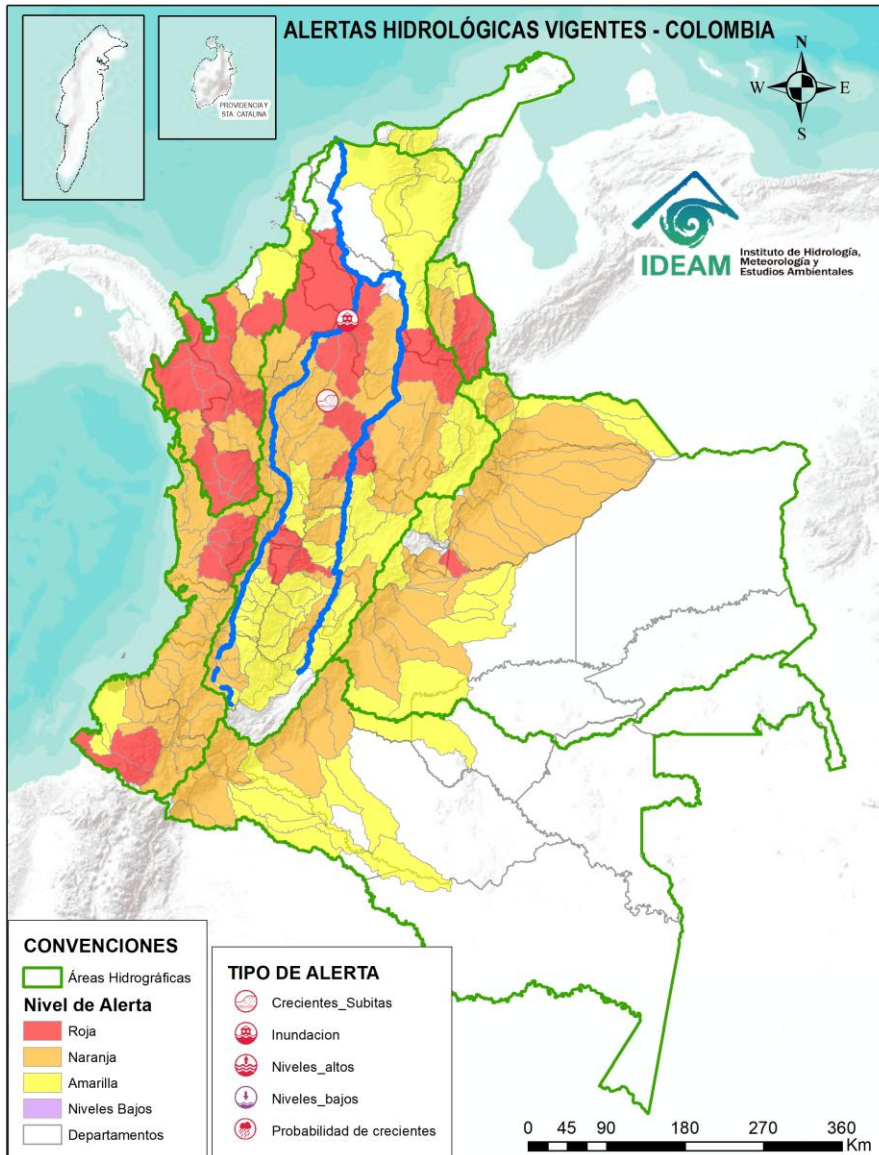 ALERTAS HIDROLÓGICAS VIGENTES - COLOMBIA
PROVIDENCIA Y
STA. CATALINA
N
W
E
S
IDEAM
Instituto de Hidrología,
Meteorología y
Estudios Ambientales
CONVENCIONES
Áreas Hidrográficas
Nivel de Alerta
Roja
Naranja
Amarilla
Niveles Bajos
Departamentos
TIPO DE ALERTA
Crecientes_Subitas
Inundacion
Niveles_altos
Niveles_bajos
Probabilidad de crecientes
0 45 90 180 270 360
Km